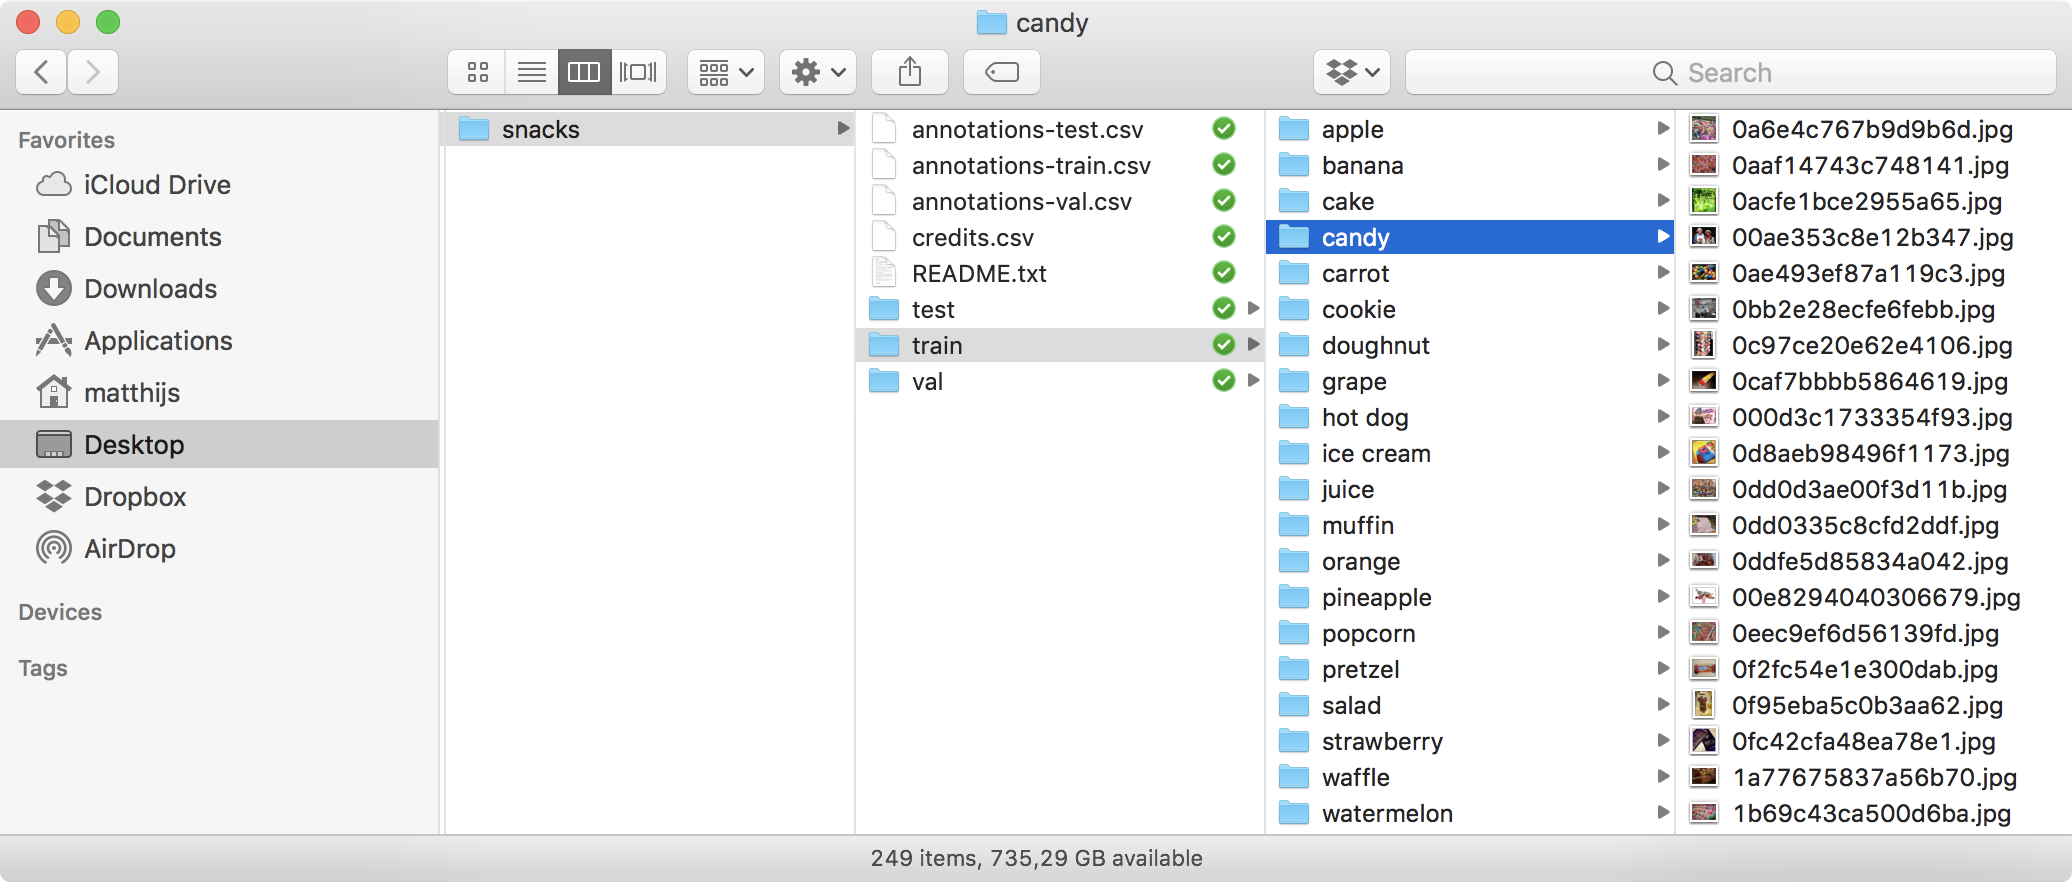 candy
Search
Favorites
iCloud Drive
Documents
Downloads
Applications
matthijs
Desktop
Dropbox
AirDrop
Devices
Tags
snacks
annotations-test.csv
annotations-train.csv
annotations-val.csv
credits.csv
README.txt
test
train
val
apple
banana
cake
candy
carrot
cookie
doughnut
grape
hot dog
ice cream
juice
muffin
orange
pineapple
popcorn
pretzel
salad
strawberry
waffle
watermelon
0a6e4c767b9d9b6d.jpg
0aaf14743c748141.jpg
0acfe1bce2955a65.jpg
00ae353c8e12b347.jpg
0ae493ef87a119c3.jpg
0bb2e28ecfe6febb.jpg
0c97ce20e62e4106.jpg
0caf7bbbb5864619.jpg
000d3c1733354f93.jpg
0d8aeb98496f1173.jpg
0dd0d3ae00f3d11b.jpg
0dd0335c8cfd2ddf.jpg
0ddfe5d85834a042.jpg
00e8294040306679.jpg
0eec9ef6d56139fd.jpg
0f2fc54e1e300dab.jpg
0f95eba5c0b3aa62.jpg
0fc42cfa48ea78e1.jpg
1a77675837a56b70.jpg
1b69c43ca500d6ba.jpg
249 items, 735,29 GB available